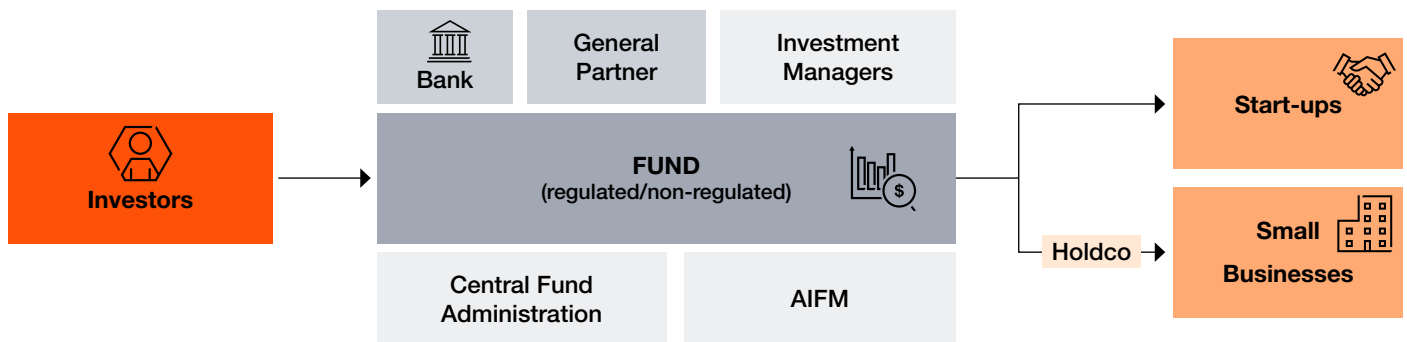 Bank
General
Partner
Investment
Managers
Investors
FUND
(regulated/non-regulated)
$
Central Fund
Administration
AIFM
Start-ups
Holdco
Small
Businesses